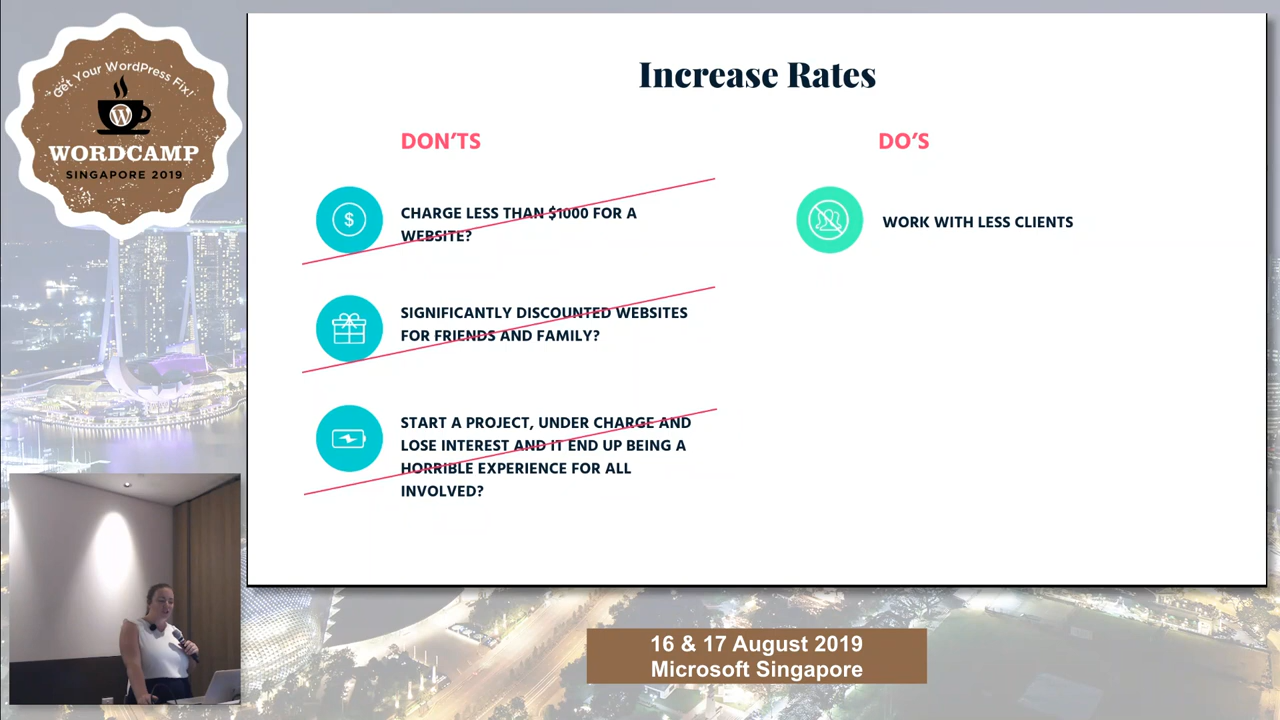 Get Your WordPress Fix!
W
WORDCAMP
SINGAPORE 2019
Increase Rates
DON'TS
DO'S
$
CHARGE LESS THAN $1000 FOR A
WEBSITE?
WORK WITH LESS CLIENTS
SIGNIFICANTLY DISCOUNTED WEBSITES
FOR FRIENDS AND FAMILY?
START A PROJECT, UNDER CHARGE AND
LOSE INTEREST AND IT END UP BEING A
HORRIBLE EXPERIENCE FOR ALL
INVOLVED?
16 & 17 August 2019
Microsoft Singapore